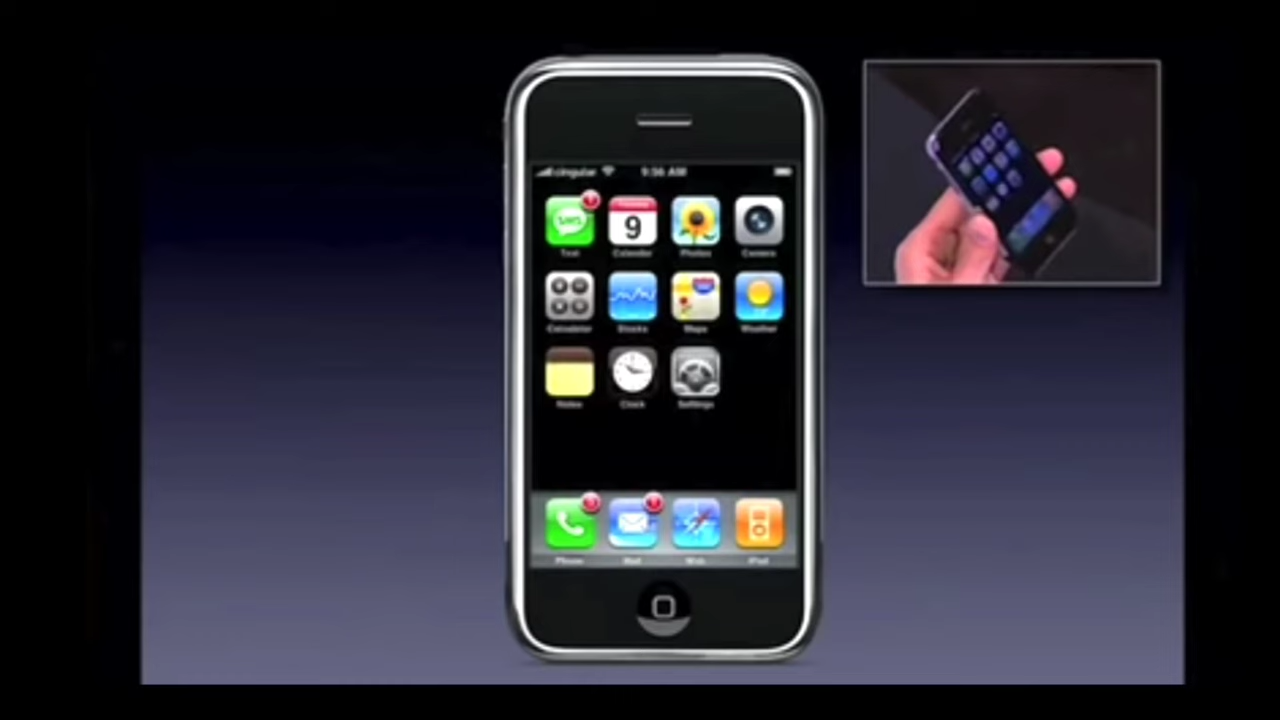 cingular 9:56 AM
SMS 9
Text Calendar Photos Camera
Calculator Stocks Maps Weather
Notes Clock Settings
Phone Mail Web iPod